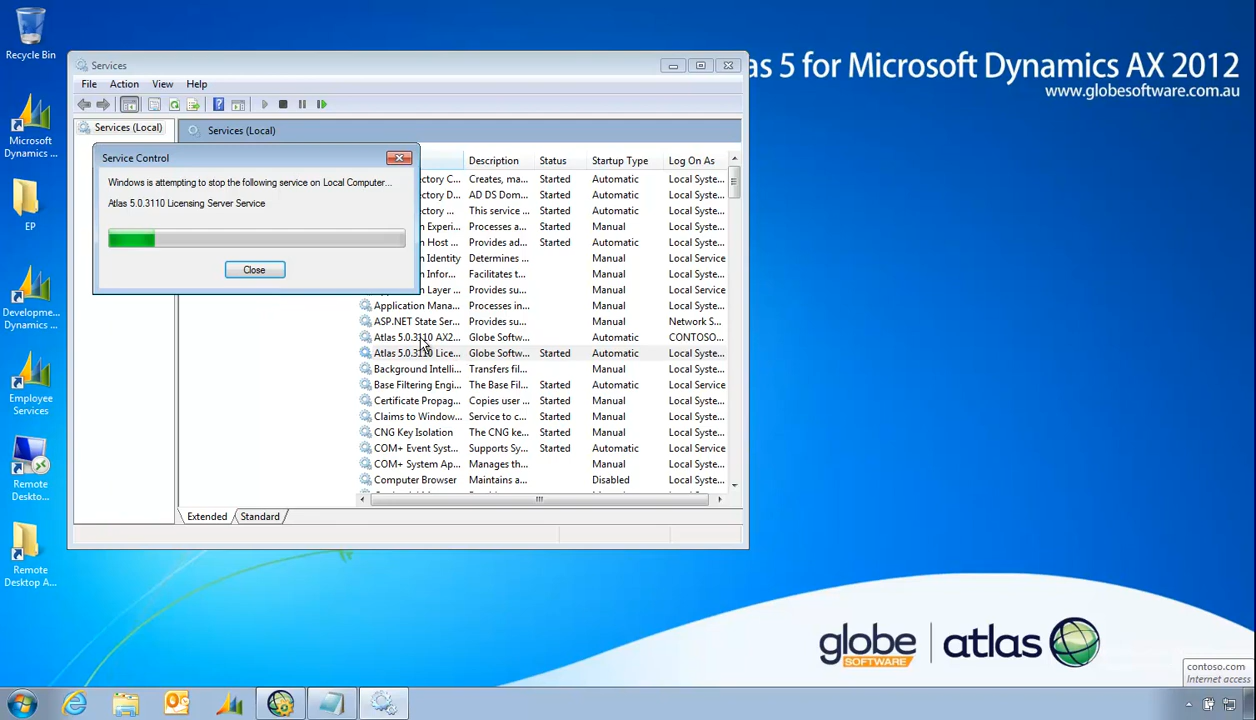 Recycle Bin
Microsoft
Dynamics ...
EP
Developme...
Dynamics ...
Employee
Services
Remote
Deskto...
Remote
Desktop A...
as 5 for Microsoft Dynamics AX 2012
www.globesoftware.com.au
Services
File Action View Help
Services (Local)
Services (Local)
Service Control
Windows is attempting to stop the following service on Local Computer...
Atlas 5.0.3110 Licensing Server Service
Close
Description Status Startup Type Log On As
ectory C... Creates, ma... Started Automatic Local Syste...
ectory D... AD DS Dom... Started Automatic Local Syste...
ectory ... This service ... Started Automatic Local Syste...
n Experi... Processes a... Started Manual Local Syste...
n Host ... Provides ad... Started Automatic Local Syste...
n Identity Determines ... Manual Local Service
n Infor... Facilitates t... Manual Local Syste...
n Layer ... Provides su... Manual Local Service
Application Mana... Processes in... Manual Local Syste...
ASP.NET State Ser... Provides su... Manual Network S...
Atlas 5.0.3110 AX2... Globe Softw... Automatic CONTOSO...
Atlas 5.0.3110 Lice... Globe Softw... Started Automatic Local Syste...
Background Intelli... Transfers fil... Manual Local Syste...
Base Filtering Engi... The Base Fil... Started Automatic Local Service
Certificate Propag... Copies user ... Started Manual Local Syste...
Claims to Window... Service to c... Started Manual Local Syste...
CNG Key Isolation The CNG ke... Started Manual Local Syste...
COM+ Event Syst... Supports Sy... Started Automatic Local Service
COM+ System Ap... Manages th... Manual Local Syste...
Computer Browser Maintains a... Disabled Local Syste...
Extended Standard
globe SOFTWARE atlas
contoso.com
Internet access